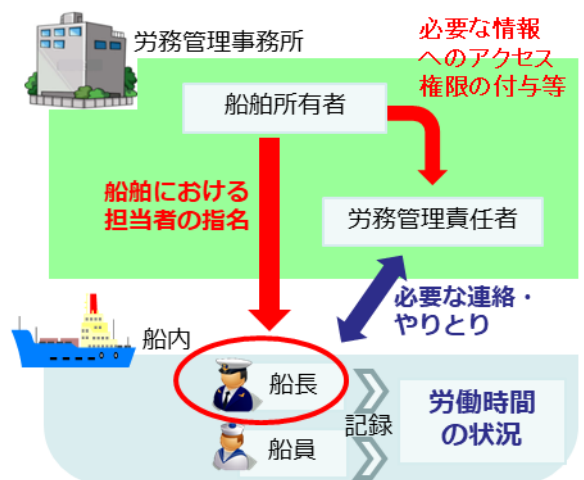 労務管理事務所
必要な情報
へのアクセス
権限の付与等
船舶所有者
船舶における
担当者の指名
労務管理責任者
必要な連絡・
やりとり
船内
船長
記録
船員
労働時間
の状況